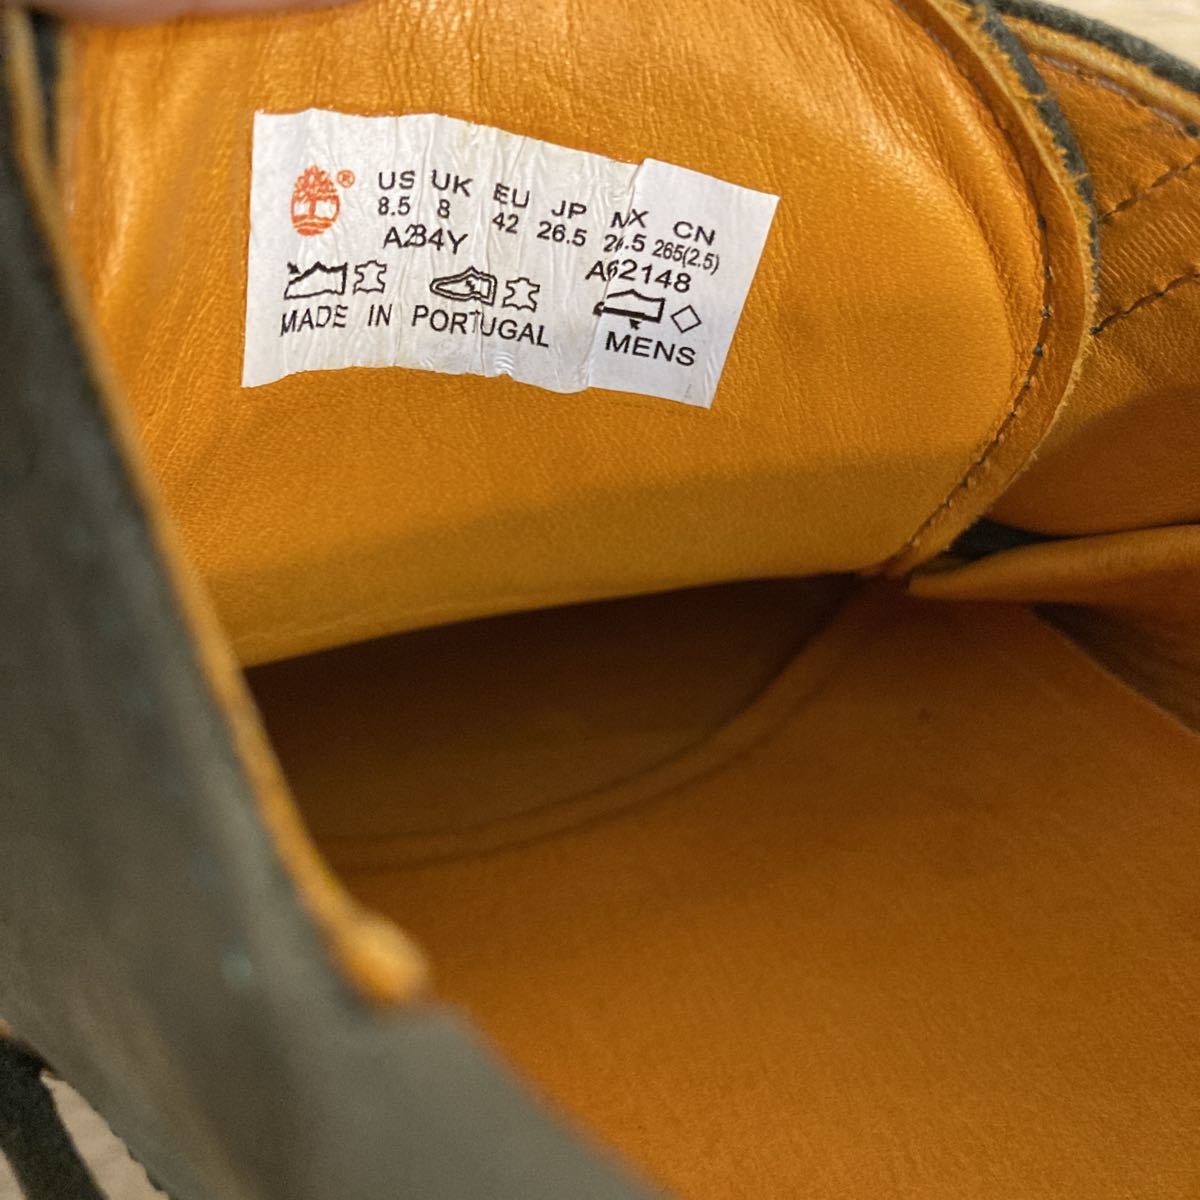 ®
US UK EU JP MX CN
8.5 8 42 26.5 265(2.5)
A62148
MADE IN PORTUGAL
MENS